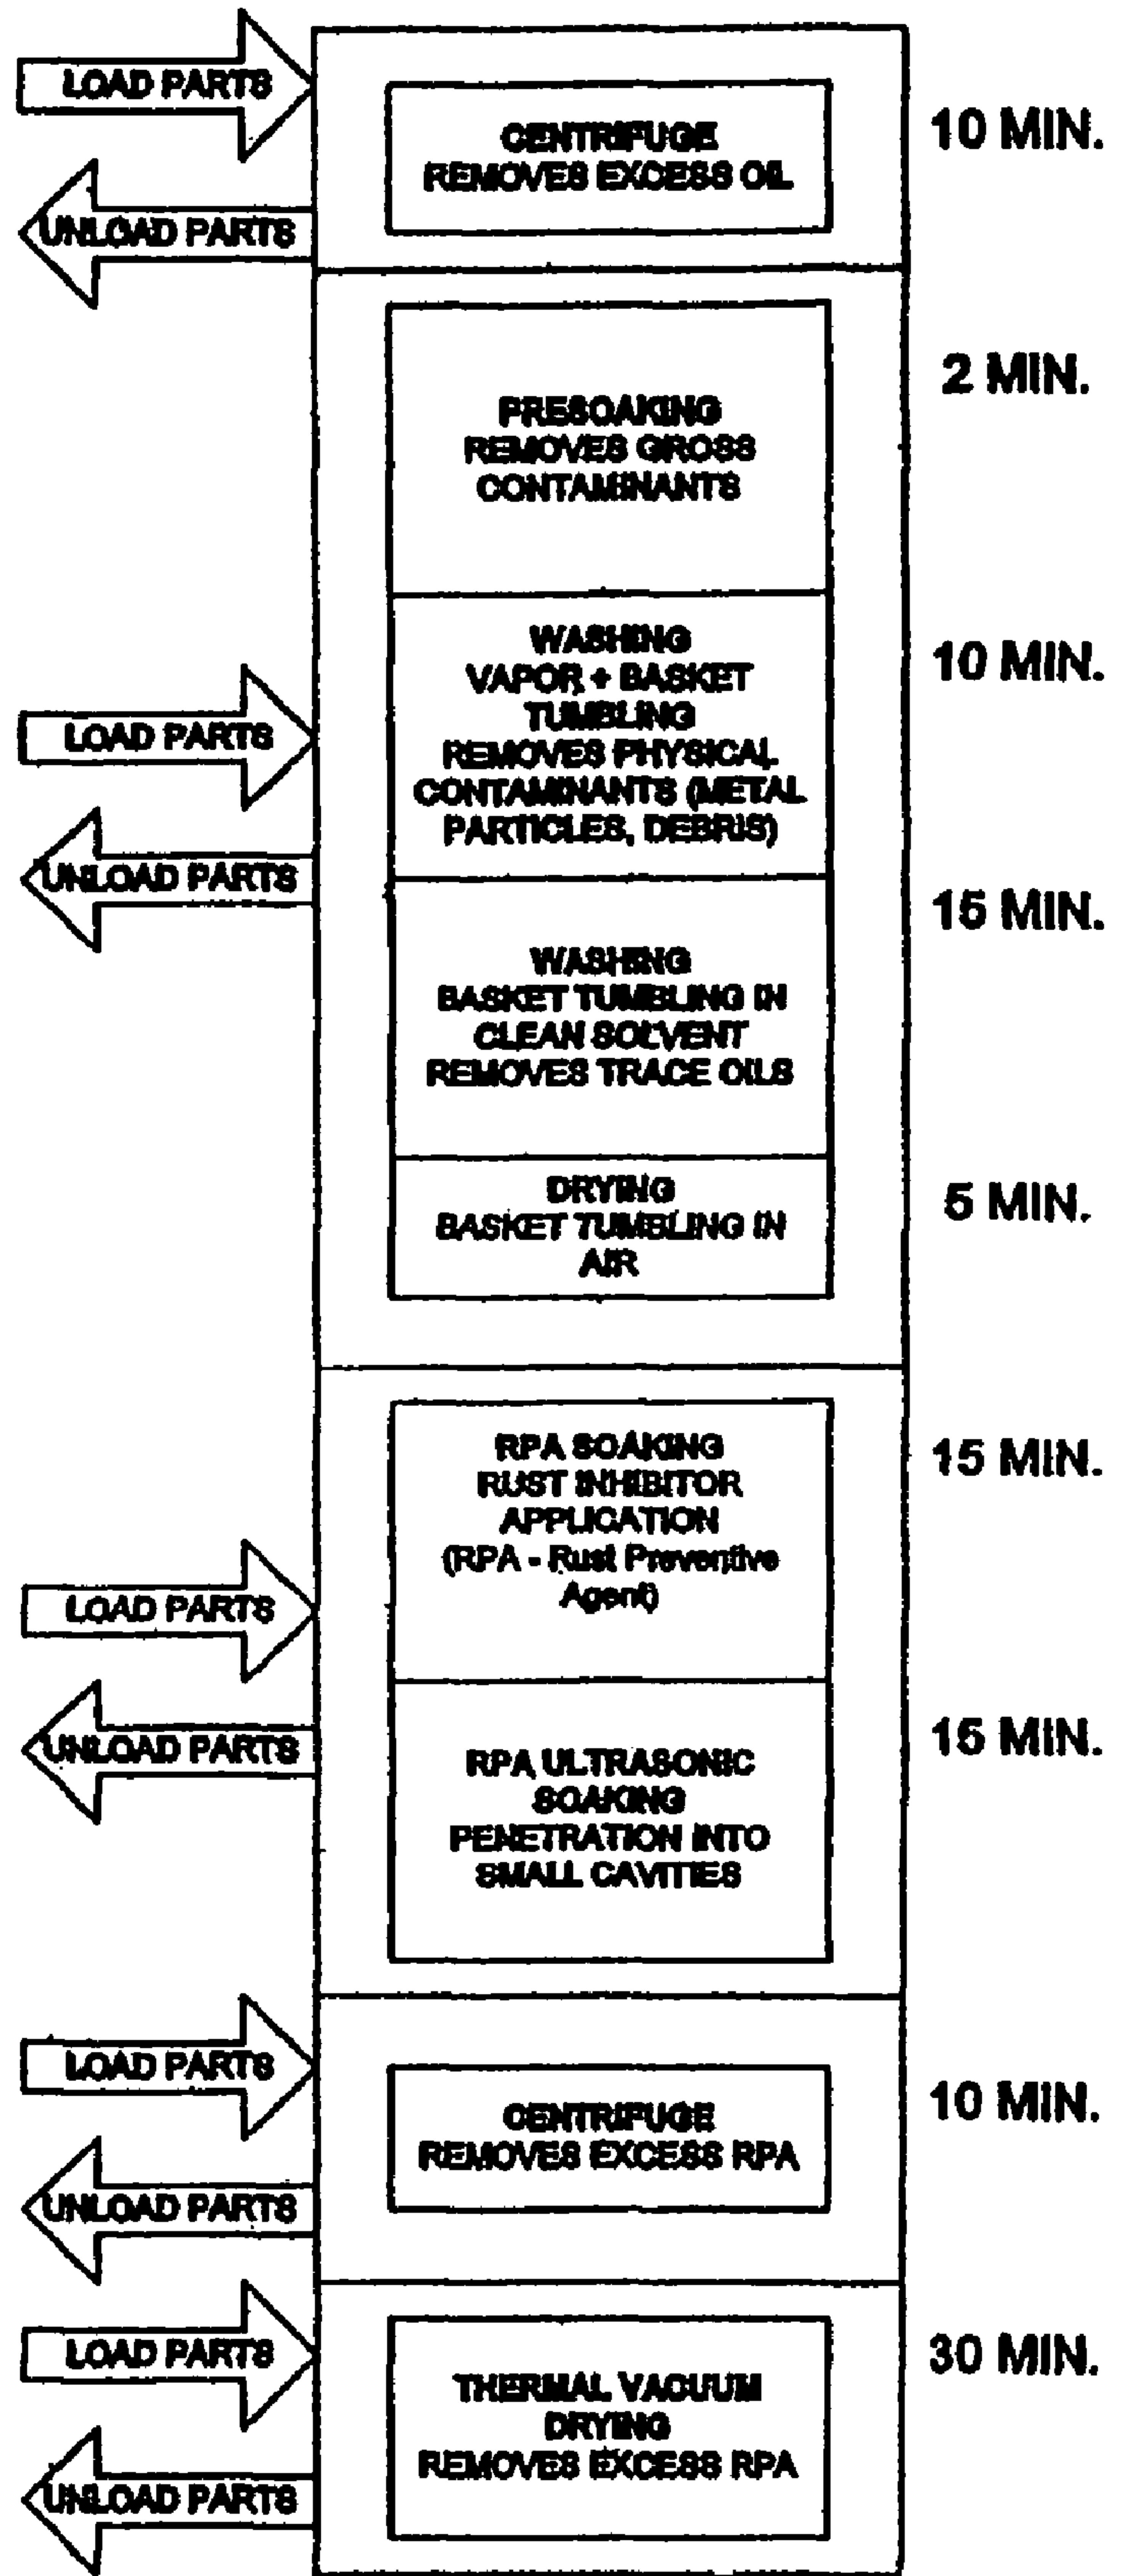 LOAD PARTS
UNLOAD PARTS
CENTRIFUGE
REMOVES EXCESS OIL
10 MIN.
PRESOAKING
REMOVES GROSS
CONTAMINANTS
2 MIN.
WASHING
VAPOR + BASKET
TUMBLING
REMOVES PHYSICAL
CONTAMINANTS (METAL
PARTICLES, DEBRIS)
10 MIN.
LOAD PARTS
UNLOAD PARTS
WASHING
BASKET TUMBLING IN
CLEAN SOLVENT
REMOVES TRACE OILS
15 MIN.
DRYING
BASKET TUMBLING IN
AIR
5 MIN.
RPA SOAKING
RUST INHIBITOR
APPLICATION
(RPA - Rust Preventive
Agent)
15 MIN.
LOAD PARTS
UNLOAD PARTS
RPA ULTRASONIC
SOAKING
PENETRATION INTO
SMALL CAVITIES
15 MIN.
LOAD PARTS
UNLOAD PARTS
CENTRIFUGE
REMOVES EXCESS RPA
10 MIN.
LOAD PARTS
UNLOAD PARTS
THERMAL VACUUM
DRYING
REMOVES EXCESS RPA
30 MIN.